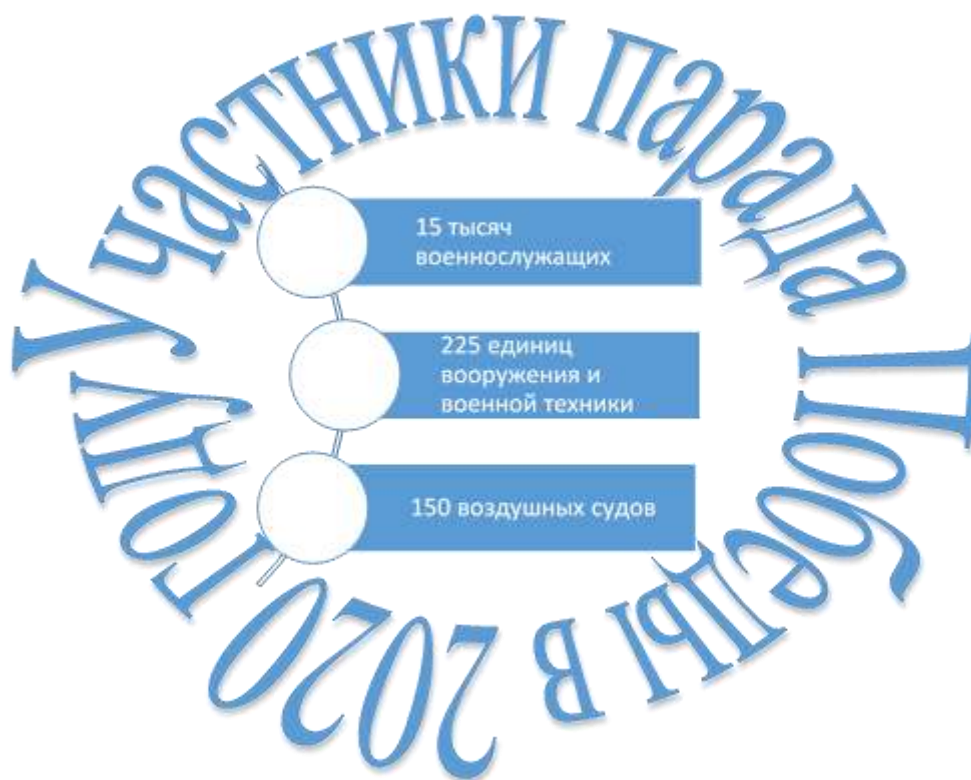 Участники парада Победы в 2020 году
15 тысяч
военнослужащих
225 единиц
вооружения и
военной техники
150 воздушных судов